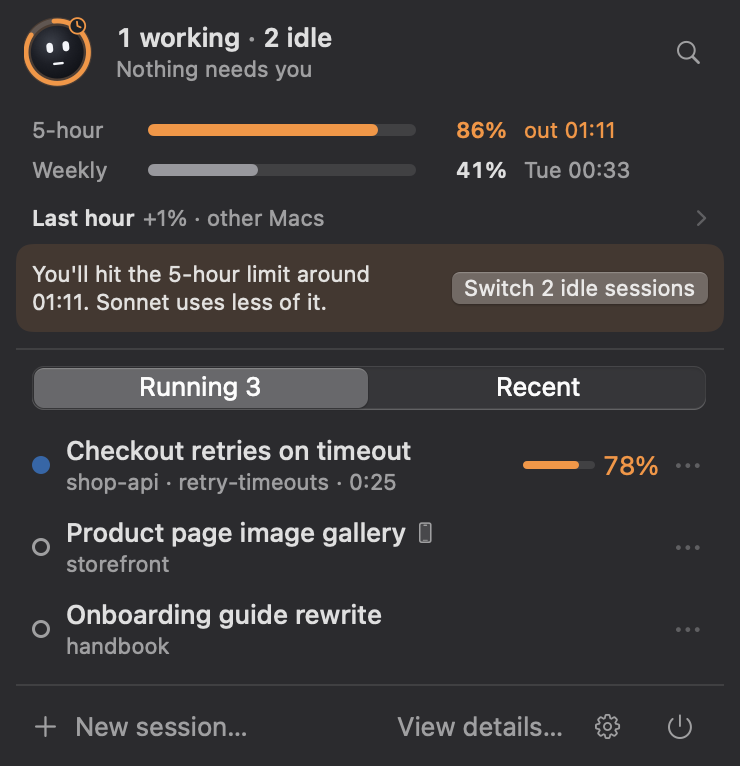 1 working · 2 idle
Nothing needs you
5-hour 86% out 01:11
Weekly 41% Tue 00:33
Last hour +1% · other Macs
You'll hit the 5-hour limit around
01:11. Sonnet uses less of it.
Switch 2 idle sessions
Running 3 Recent
Checkout retries on timeout
78%
shop-api · retry-timeouts · 0:25
Product page image gallery
storefront
Onboarding guide rewrite
handbook
New session... View details...